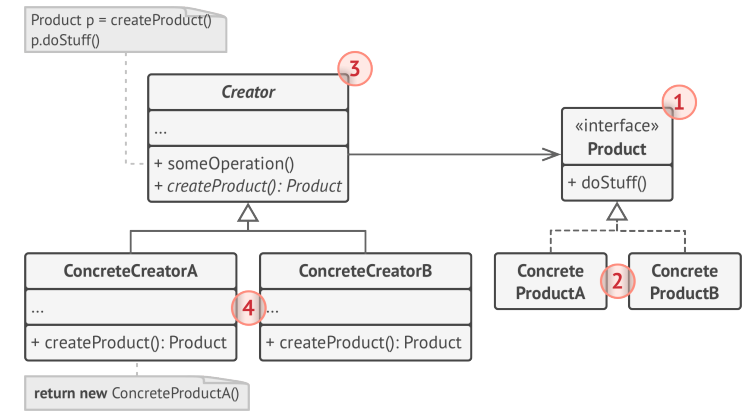 Product p = createProduct()
p.doStuff()
3
Creator
...
+ someOperation()
+ createProduct(): Product
1
«interface»
Product
+ doStuff()
ConcreteCreatorA
...
+ createProduct(): Product
4
ConcreteCreatorB
...
+ createProduct(): Product
Concrete
ProductA
2
Concrete
ProductB
return new ConcreteProductA()